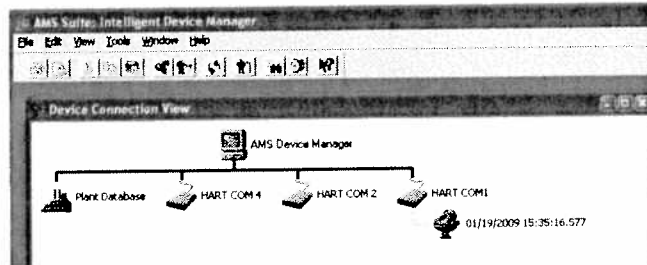 AMS Suite: Intelligent Device Manager
File Edit View Tools Window Help
Device Connection View
AMS Device Manager
Plant Database
HART COM 4
HART COM 2
HART COM1
01/19/2009 15:35:16.577